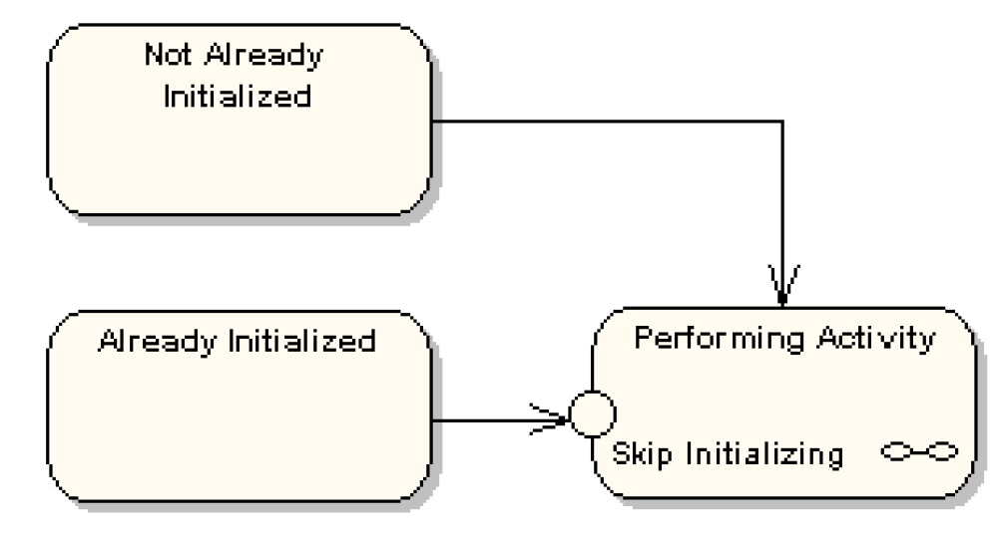 Not Already
Initialized
Already Initialized
Performing Activity
Skip Initializing